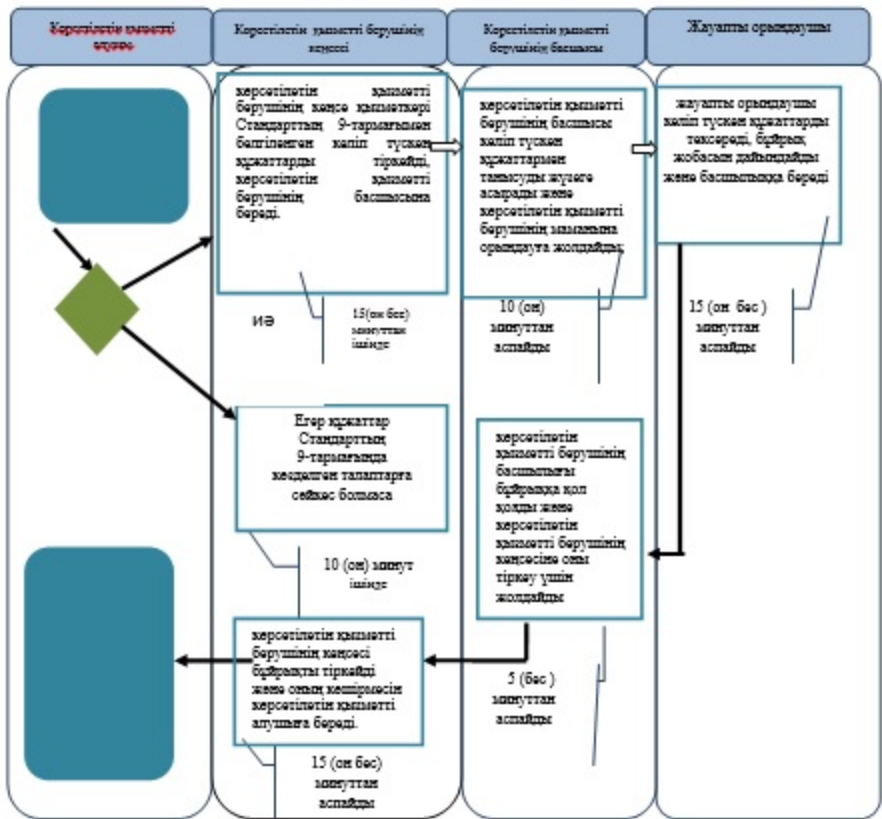 Көрсетілетін қызметті
алушы
Көрсетілетін қызметті берушінің
кеңсесі
Көрсетілетін қызметті
берушінің басшысы
Жауапты орындаушы
көрсетілетін қызметті
берушінің кеңсе қызметкері
Стандарттың 9-тармағымен
белгіленген келіп түскен
құжаттарды тіркейді,
көрсетілетін қызметті
берушінің басшысына
береді.
көрсетілетін қызметті
берушінің басшысы
келіп түскен
құжаттармен
танысуды жүзеге
асырады және
көрсетілетін қызметті
берушінің маманына
орындауға жолдайды;
жауапты орындаушы
келіп түскен құжаттарды
тексереді, бұйрық
жобасын дайындайды
және басшылыққа береді
иә
15(он бес)
минуттан
ішінде
10 (он)
минуттан
аспайды
15 (он бес )
минуттан
аспайды
Егер құжаттар
Стандарттың
9-тармағында
көзделген талаптарға
сәйкес болмаса
10 (он) минут
ішінде
көрсетілетін
қызметті берушінің
басшылығы
бұйрыққа қол
қояды және
көрсетілетін
қызметті берушінің
кеңсесіне оны
тіркеу үшін
жолдайды
көрсетілетін қызметті
берушінің кеңсесі
бұйрықты тіркейді
және оның көшірмесін
көрсетілетін қызметті
алушыға береді.
5 (бес )
минуттан
аспайды
15 (он бес)
минуттан
аспайды